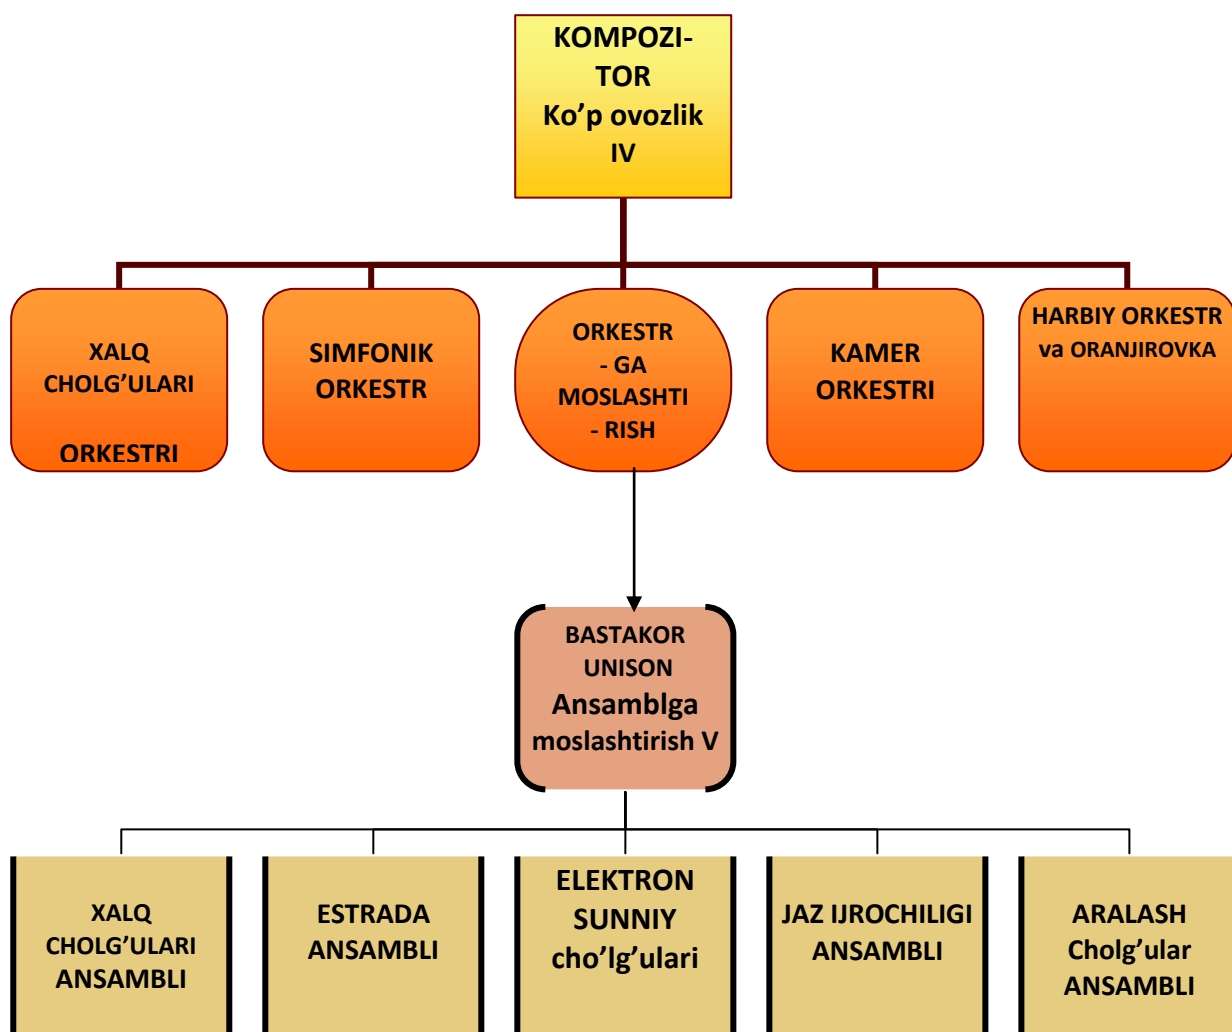 KOMPOZI-
TOR
Ko’p ovozlik
IV
XALQ
CHOLG’ULARI
ORKESTRI
SIMFONIK
ORKESTR
ORKESTR
- GA
MOSLASHTI
- RISH
KAMER
ORKESTRI
HARBIY ORKESTR
va ORANJIROVKA
BASTAKOR
UNISON
Ansamblga
moslashtirish V
XALQ
CHOLG’ULARI
ANSAMBLI
ESTRADA
ANSAMBLI
ELEKTRON
SUNNIY
cho’lg’ulari
JAZ IJROCHILIGI
ANSAMBLI
ARALASH
Cholg’ular
ANSAMBLI